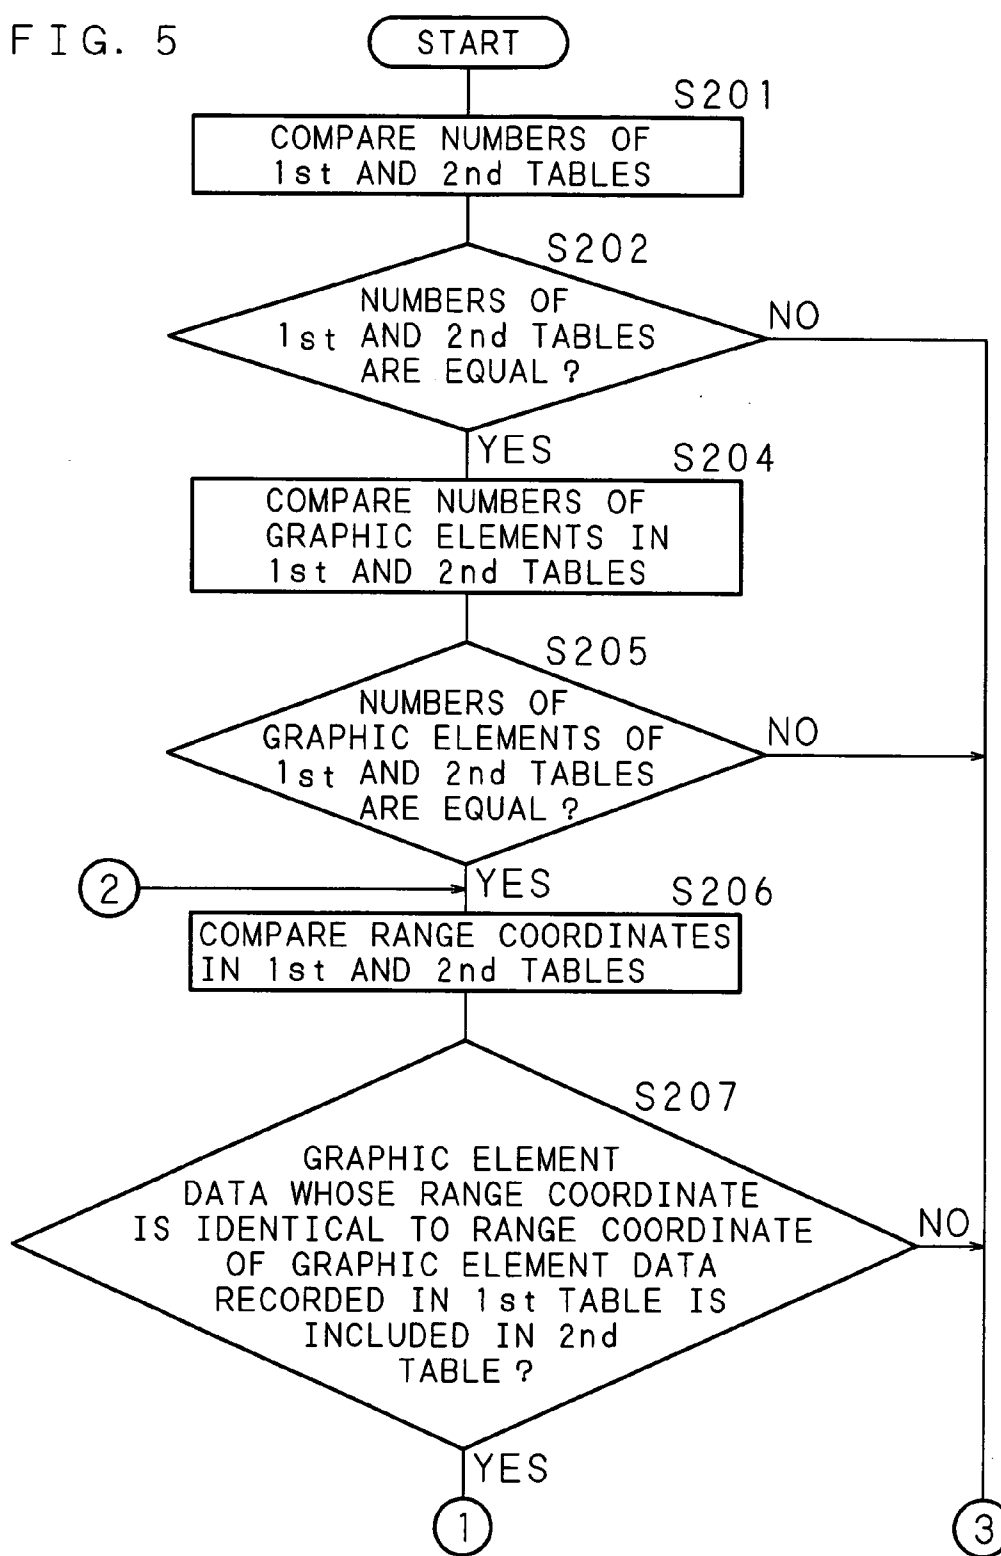 FIG. 5
START
S201
COMPARE NUMBERS OF
1st AND 2nd TABLES
S202
NUMBERS OF
1st AND 2nd TABLES
ARE EQUAL?
NO
YES
S204
COMPARE NUMBERS OF
GRAPHIC ELEMENTS IN
1st AND 2nd TABLES
S205
NUMBERS OF
GRAPHIC ELEMENTS OF
1st AND 2nd TABLES
ARE EQUAL?
NO
2
YES
S206
COMPARE RANGE COORDINATES
IN 1st AND 2nd TABLES
S207
GRAPHIC ELEMENT
DATA WHOSE RANGE COORDINATE
IS IDENTICAL TO RANGE COORDINATE
OF GRAPHIC ELEMENT DATA
RECORDED IN 1st TABLE IS
INCLUDED IN 2nd
TABLE?
NO
YES
1
3